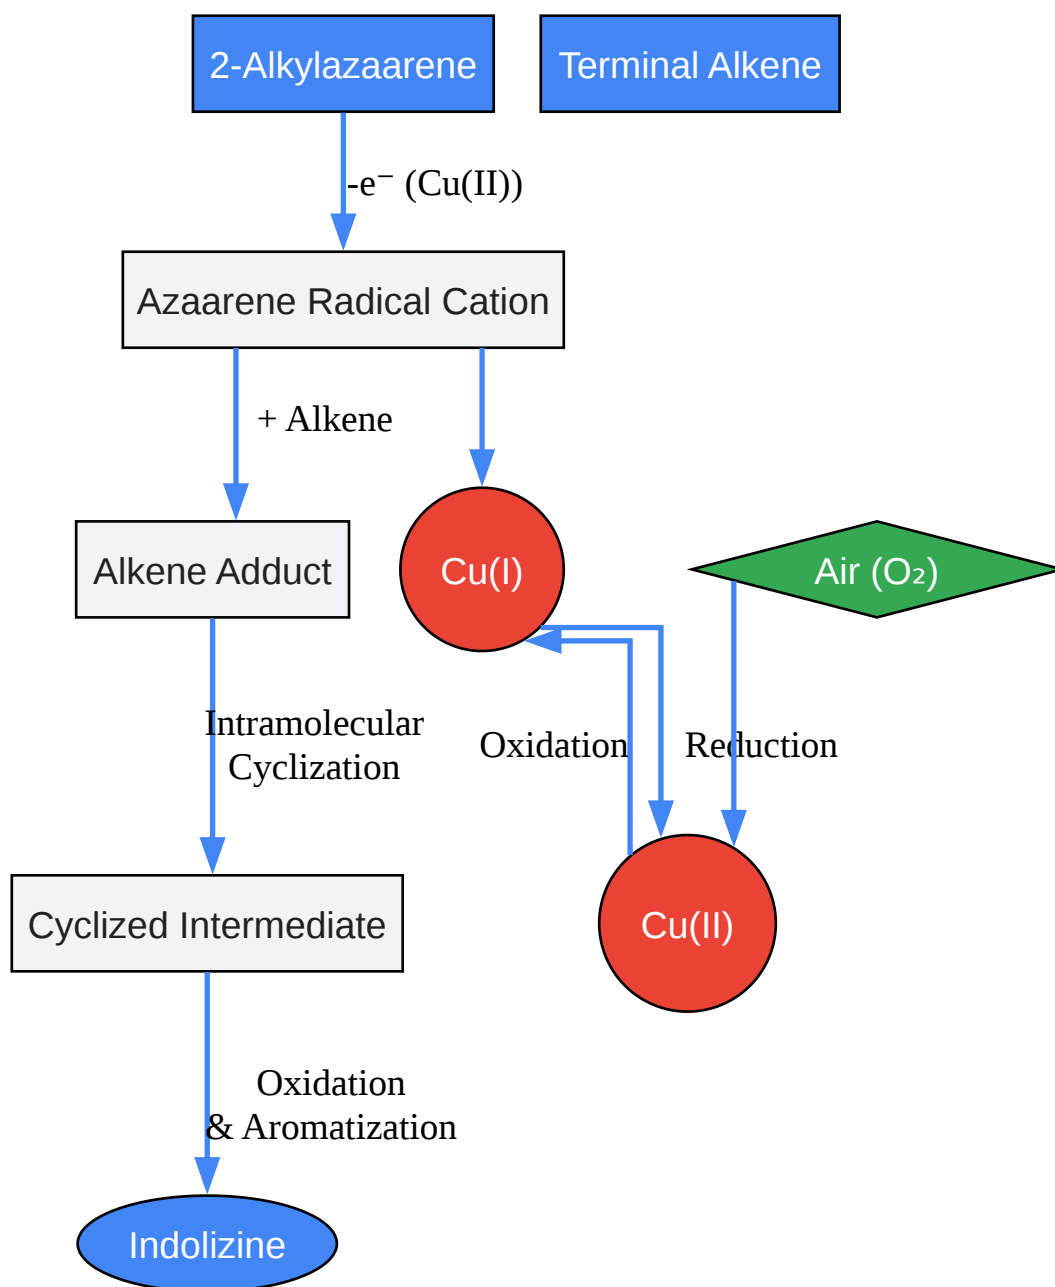 2-Alkylazaarene
Terminal Alkene
-e⁻ (Cu(II))
Azaarene Radical Cation
+ Alkene
Alkene Adduct
Cu(I)
Air (O₂)
Intramolecular
Cyclization
Oxidation
Reduction
Cyclized Intermediate
Cu(II)
Oxidation
& Aromatization
Indolizine